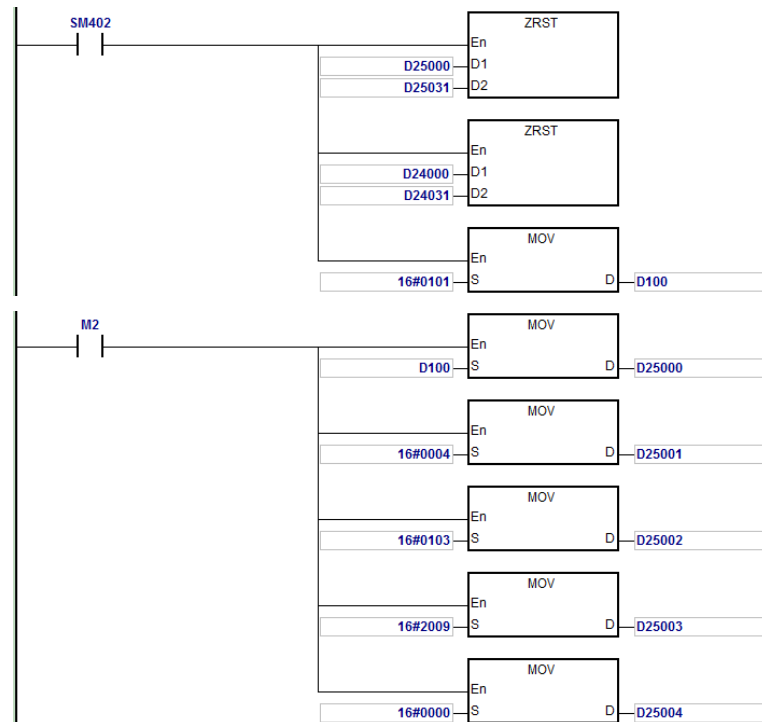 SM402
ZRST
En
D25000 D1
D25031 D2
ZRST
En
D24000 D1
D24031 D2
MOV
En
16#0101 S D D100
M2
MOV
En
D100 S D D25000
MOV
En
16#0004 S D D25001
MOV
En
16#0103 S D D25002
MOV
En
16#2009 S D D25003
MOV
En
16#0000 S D D25004